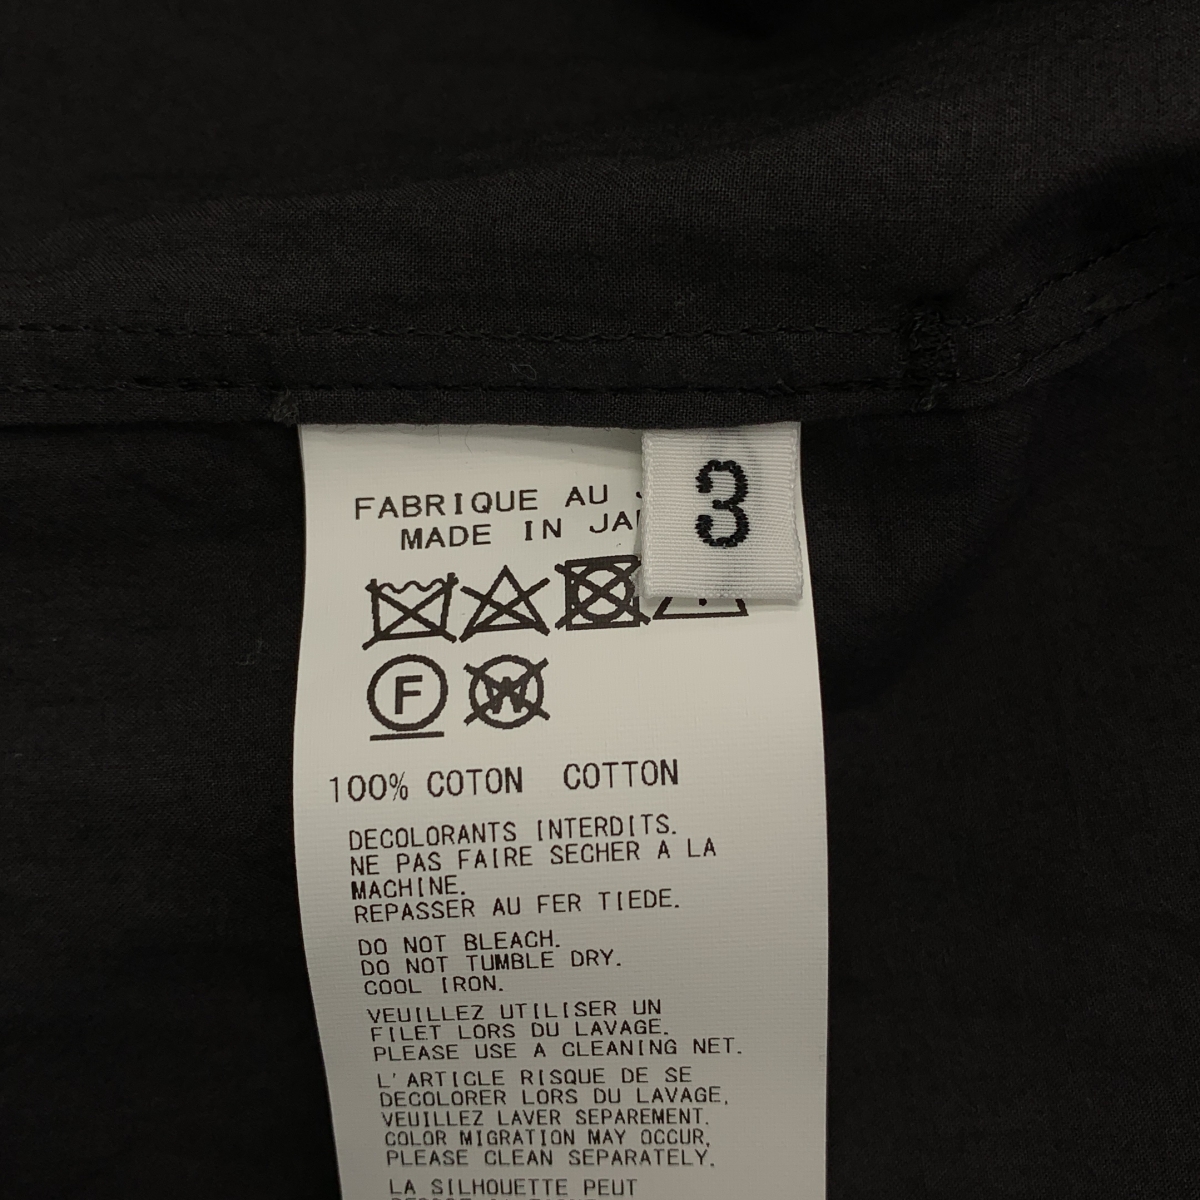 FABRIQUE AU
3
MADE IN
F
W
100% COTON COTTON
DECOLORANTS INTERDITS.
NE PAS FAIRE SECHER A LA
MACHINE.
REPASSER AU FER TIEDE.
DO NOT BLEACH.
DO NOT TUMBLE DRY.
COOL IRON.
VEUILLEZ UTILISER UN
FILET LORS DU LAVAGE.
PLEASE USE A CLEANING NET.
L'ARTICLE RISQUE DE SE
DECOLORER LORS DU LAVAGE,
VEUILLEZ LAVER SEPAREMENT.
COLOR MIGRATION MAY OCCUR,
PLEASE CLEAN SEPARATELY.
LA SILHOUETTE PEUT